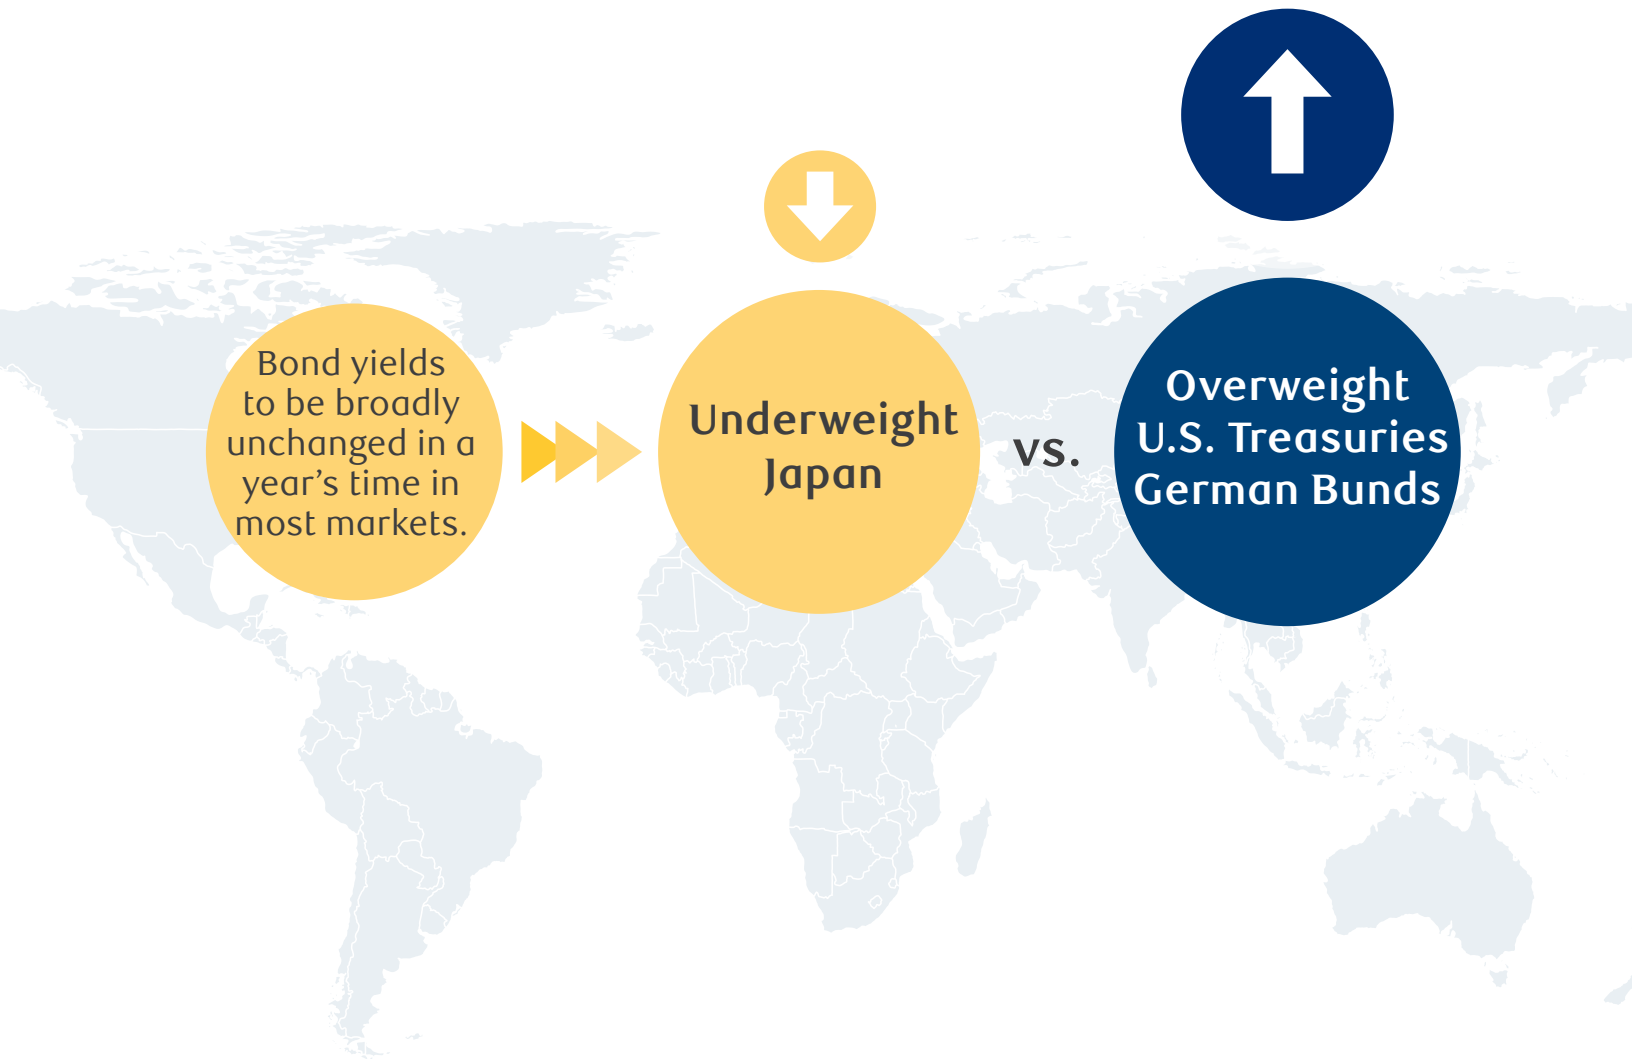 Bond yields
to be broadly
unchanged in a
year’s time in
most markets.
Underweight
Japan
vs.
Overweight
U.S. Treasuries
German Bunds